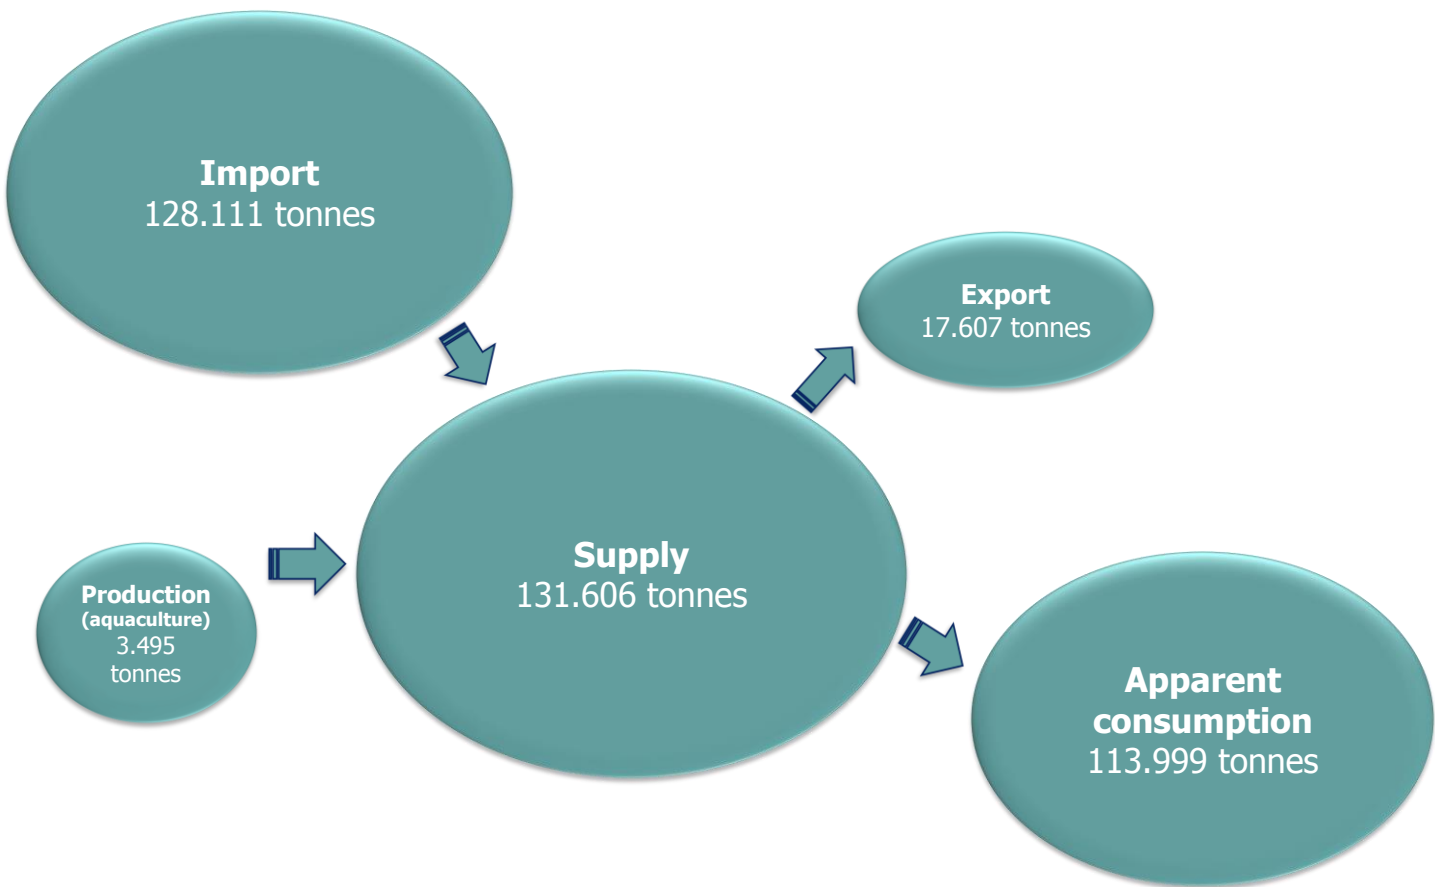 Import
128.111 tonnes
Export
17.607 tonnes
Supply
131.606 tonnes
Production
(aquaculture)
3.495
tonnes
Apparent
consumption
113.999 tonnes